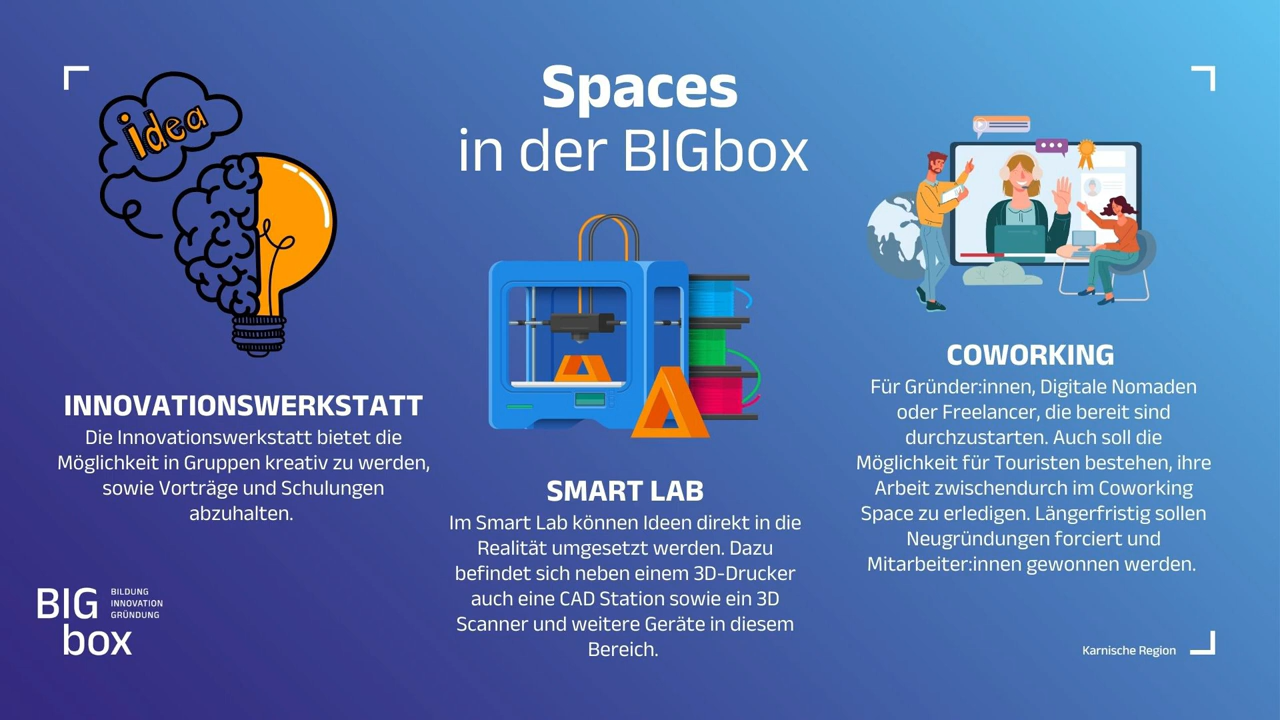 Spaces
in der BIGbox
idea
INNOVATIONSWERKSTATT
Die Innovationswerkstatt bietet die
Möglichkeit in Gruppen kreativ zu werden,
sowie Vorträge und Schulungen
abzuhalten.
SMART LAB
Im Smart Lab können Ideen direkt in die
Realität umgesetzt werden. Dazu
befindet sich neben einem 3D-Drucker
auch eine CAD Station sowie ein 3D
Scanner und weitere Geräte in diesem
Bereich.
COWORKING
Für Gründer:innen, Digitale Nomaden
oder Freelancer, die bereit sind
durchzustarten. Auch soll die
Möglichkeit für Touristen bestehen, ihre
Arbeit zwischendurch im Coworking
Space zu erledigen. Längerfristig sollen
Neugründungen forciert und
Mitarbeiter:innen gewonnen werden.
BIG
box
BILDUNG
INNOVATION
GRÜNDUNG
Karnische Region